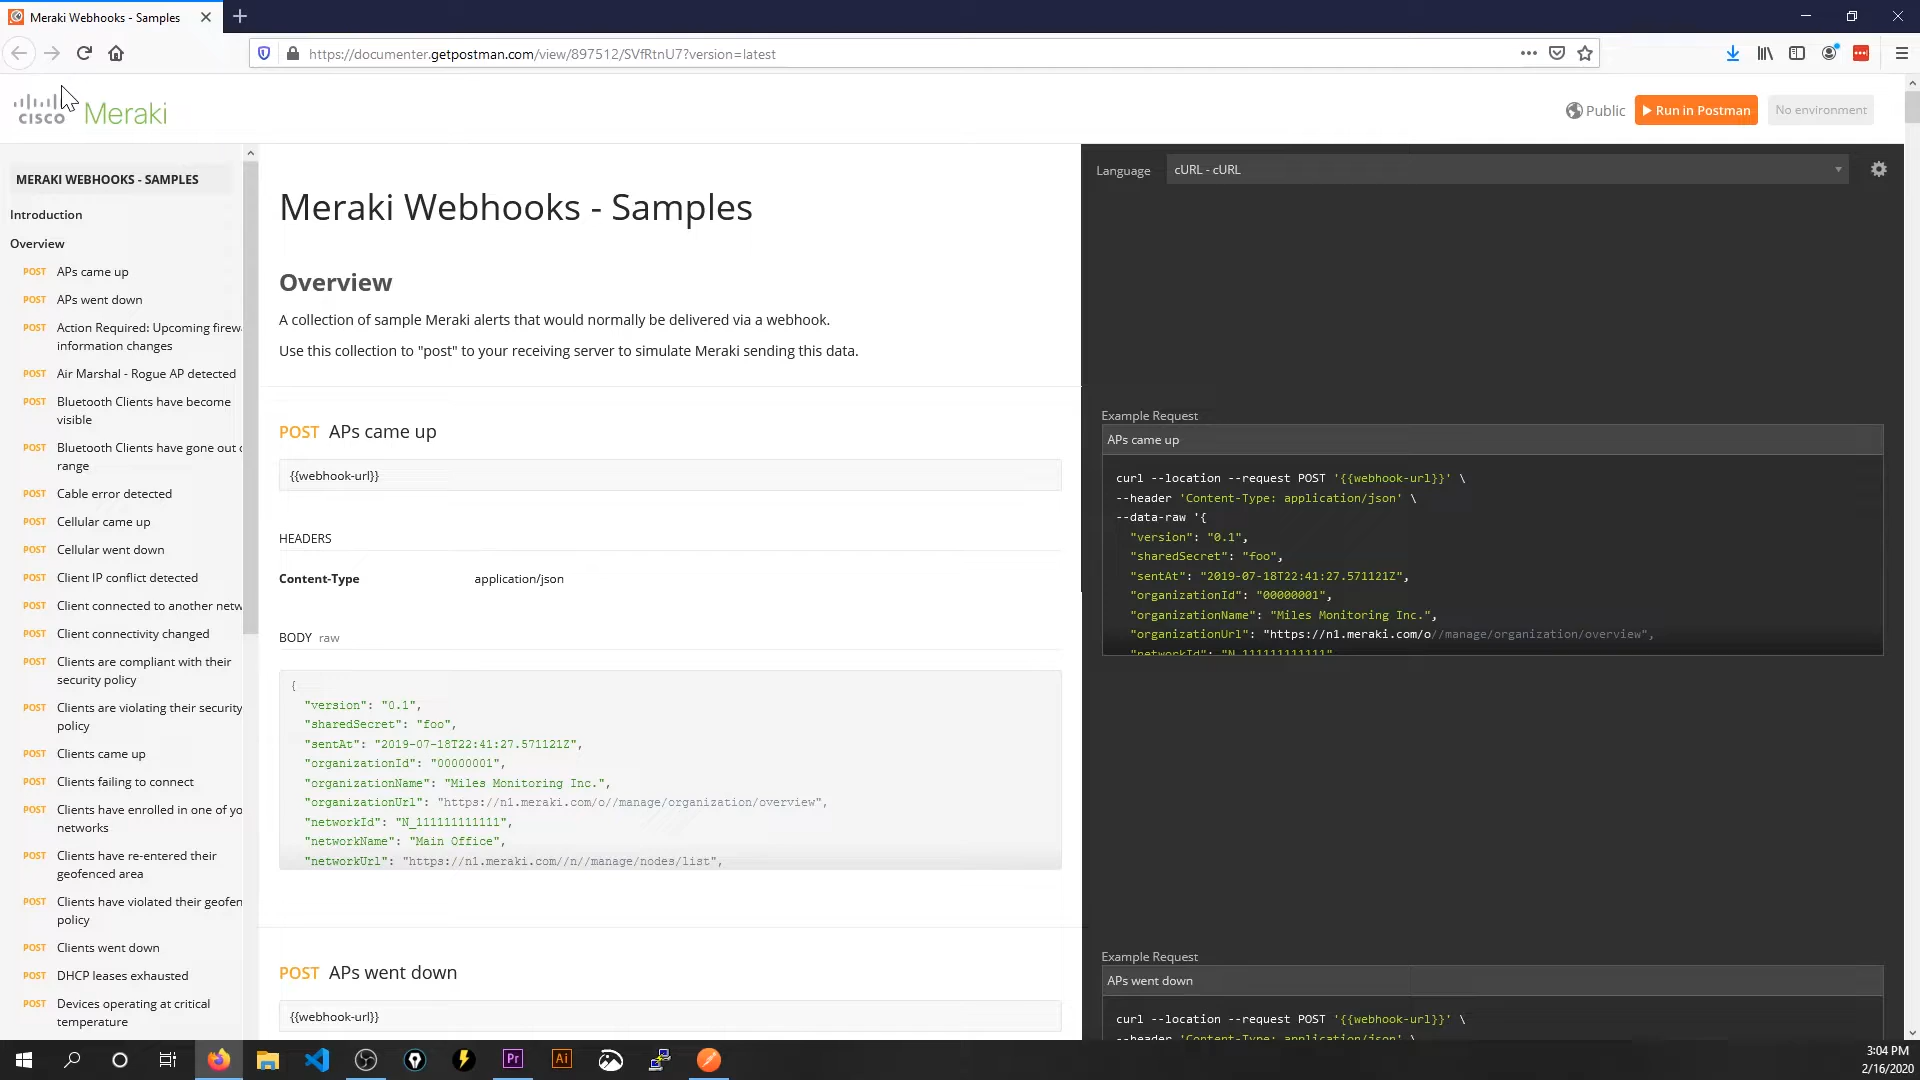 Meraki Webhooks - Samples
https://documenter.getpostman.com/view/897512/SVfRtnU7?version=latest
cisco Meraki
Public
Run in Postman
No environment
MERAKI WEBHOOKS - SAMPLES
Introduction
Overview
POST APs came up
POST APs went down
POST Action Required: Upcoming firew
information changes
POST Air Marshal - Rogue AP detected
POST Bluetooth Clients have become
visible
POST Bluetooth Clients have gone out o
range
POST Cable error detected
POST Cellular came up
POST Cellular went down
POST Client IP conflict detected
POST Client connected to another netw
POST Client connectivity changed
POST Clients are compliant with their
security policy
POST Clients are violating their security
policy
POST Clients came up
POST Clients failing to connect
POST Clients have enrolled in one of yo
networks
POST Clients have re-entered their
geofenced area
POST Clients have violated their geofen
policy
POST Clients went down
POST DHCP leases exhausted
POST Devices operating at critical
temperature
Meraki Webhooks - Samples
Overview
A collection of sample Meraki alerts that would normally be delivered via a webhook.
Use this collection to "post" to your receiving server to simulate Meraki sending this data.
POST APs came up
{{webhook-url}}
HEADERS
Content-Type application/json
BODY raw
{
"version": "0.1",
"sharedSecret": "foo",
"sentAt": "2019-07-18T22:41:27.571121Z",
"organizationId": "00000001",
"organizationName": "Miles Monitoring Inc.",
"organizationUrl": "https://n1.meraki.com/o//manage/organization/overview",
"networkId": "N_111111111111",
"networkName": "Main Office",
"networkUrl": "https://n1.meraki.com//n//manage/nodes/list",
POST APs went down
{{webhook-url}}
Language cURL - cURL
Example Request
APs came up
curl --location --request POST '{{webhook-url}}' \
--header 'Content-Type: application/json' \
--data-raw '{
"version": "0.1",
"sharedSecret": "foo",
"sentAt": "2019-07-18T22:41:27.571121Z",
"organizationId": "00000001",
"organizationName": "Miles Monitoring Inc.",
"organizationUrl": "https://n1.meraki.com/o//manage/organization/overview",
"networkId": "N_111111111111"
Example Request
APs went down
curl --location --request POST '{{webhook-url}}' \
--header 'Content-Type: application/json' \
Pr
Ai
3:04 PM
2/16/2020